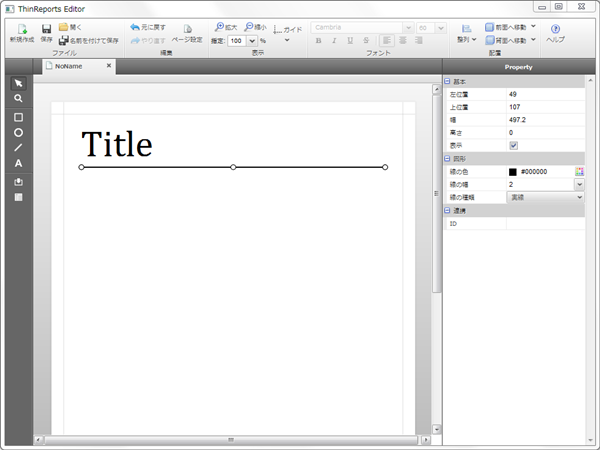 ThinReports Editor
新規作成
保存
開く
名前を付けて保存
ファイル
元に戻す
やり直す
ページ設定
編集
拡大
縮小
指定: 100 %
ガイド
表示
Cambria
60
B I U
フォント
整列
前面へ移動
背面へ移動
配置
ヘルプ
NoName
Property
A
Title
基本
左位置 49
上位置 107
幅 497.2
高さ 0
表示
図形
線の色 #000000
線の幅 2
線の種類 実線
連携
ID